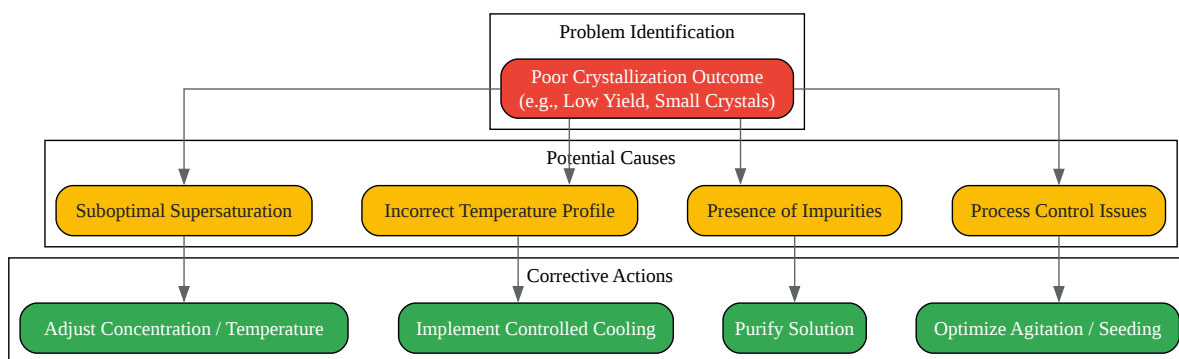 Problem Identification
Poor Crystallization Outcome
(e.g., Low Yield, Small Crystals)
Potential Causes
Suboptimal Supersaturation
Incorrect Temperature Profile
Presence of Impurities
Process Control Issues
Corrective Actions
Adjust Concentration / Temperature
Implement Controlled Cooling
Purify Solution
Optimize Agitation / Seeding